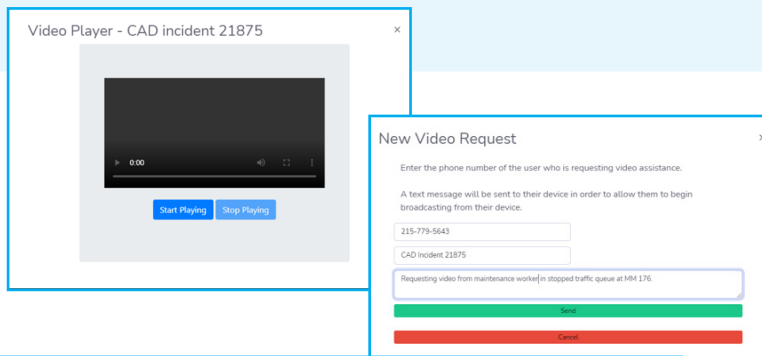 Video Player - CAD incident 21875
×
0:00
Start Playing
Stop Playing
New Video Request
×
Enter the phone number of the user who is requesting video assistance.
A text message will be sent to their device in order to allow them to begin
broadcasting from their device.
215-779-5643
CAD Incident 21875
Requesting video from maintenance worker in stopped traffic queue at MM 176.
Send
Cancel